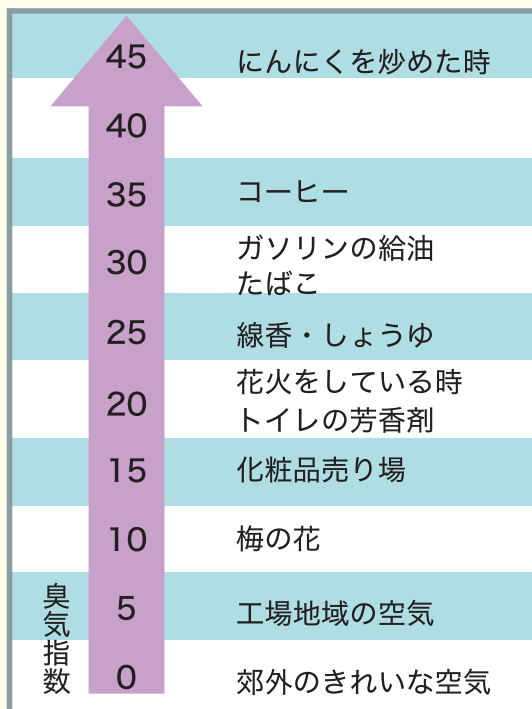 45 にんにくを炒めた時
40
35 コーヒー
30 ガソリンの給油
たばこ
25 線香・しょうゆ
20 花火をしている時
トイレの芳香剤
15 化粧品売り場
10 梅の花
5 工場地域の空気
0 郊外のきれいな空気
臭気指数